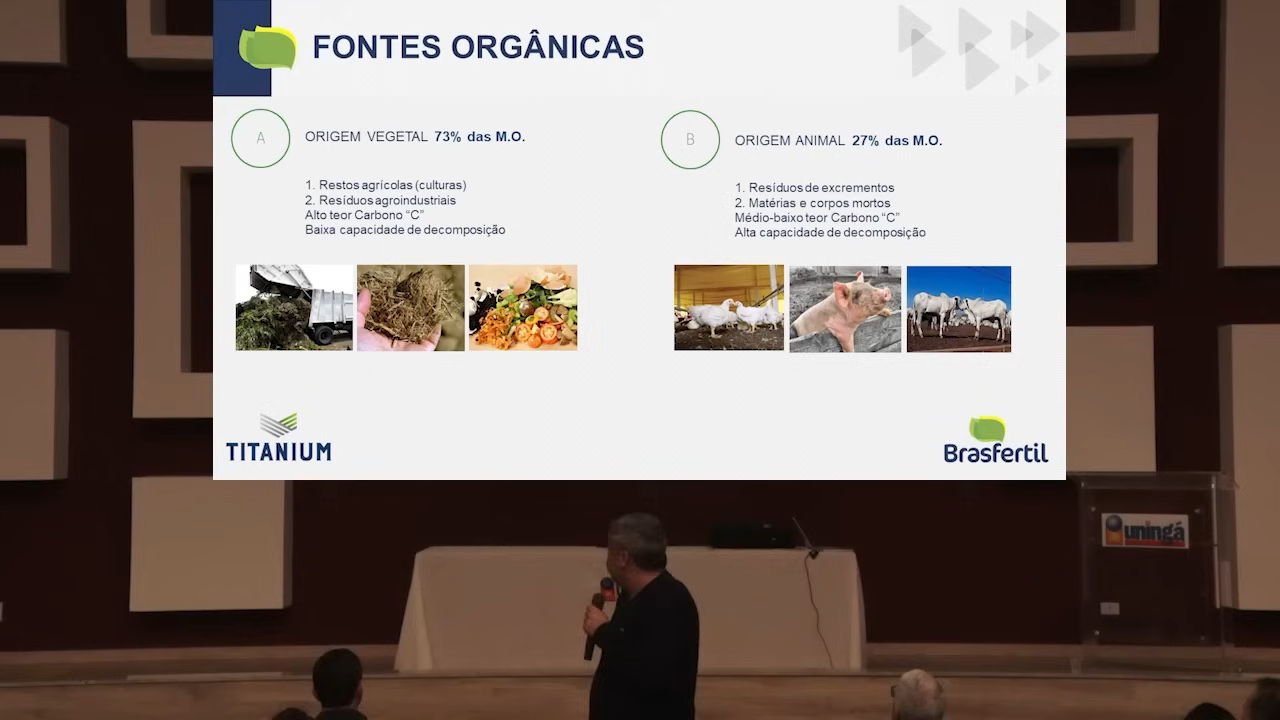 FONTES ORGÂNICAS
A
ORIGEM VEGETAL 73% das M.O.
1. Restos agrícolas (culturas)
2. Resíduos agroindustriais
Alto teor Carbono “C”
Baixa capacidade de decomposição
B
ORIGEM ANIMAL 27% das M.O.
1. Resíduos de excrementos
2. Matérias e corpos mortos
Médio-baixo teor Carbono “C”
Alta capacidade de decomposição
TITANIUM
Brasfertil
uningá